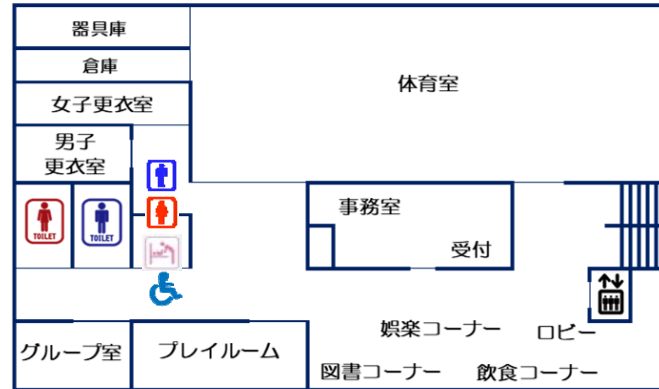 器具庫
倉庫
体育室
女子更衣室
男子
更衣室
TOILET
TOILET
事務室
受付
娯楽コーナー
ロビー
グループ室
プレイルーム
図書コーナー
飲食コーナー